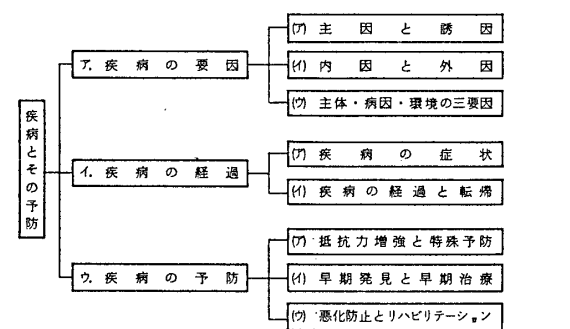 疾病とその予防
ア．疾病の要因
(ア) 主因と誘因
(イ) 内因と外因
(ウ) 主体・病因・環境の三要因
イ．疾病の経過
(ア) 疾病の症状
(イ) 疾病の経過と転帰
ウ．疾病の予防
(ア) 抵抗力増強と特殊予防
(イ) 早期発見と早期治療
(ウ) 悪化防止とリハビリテーション